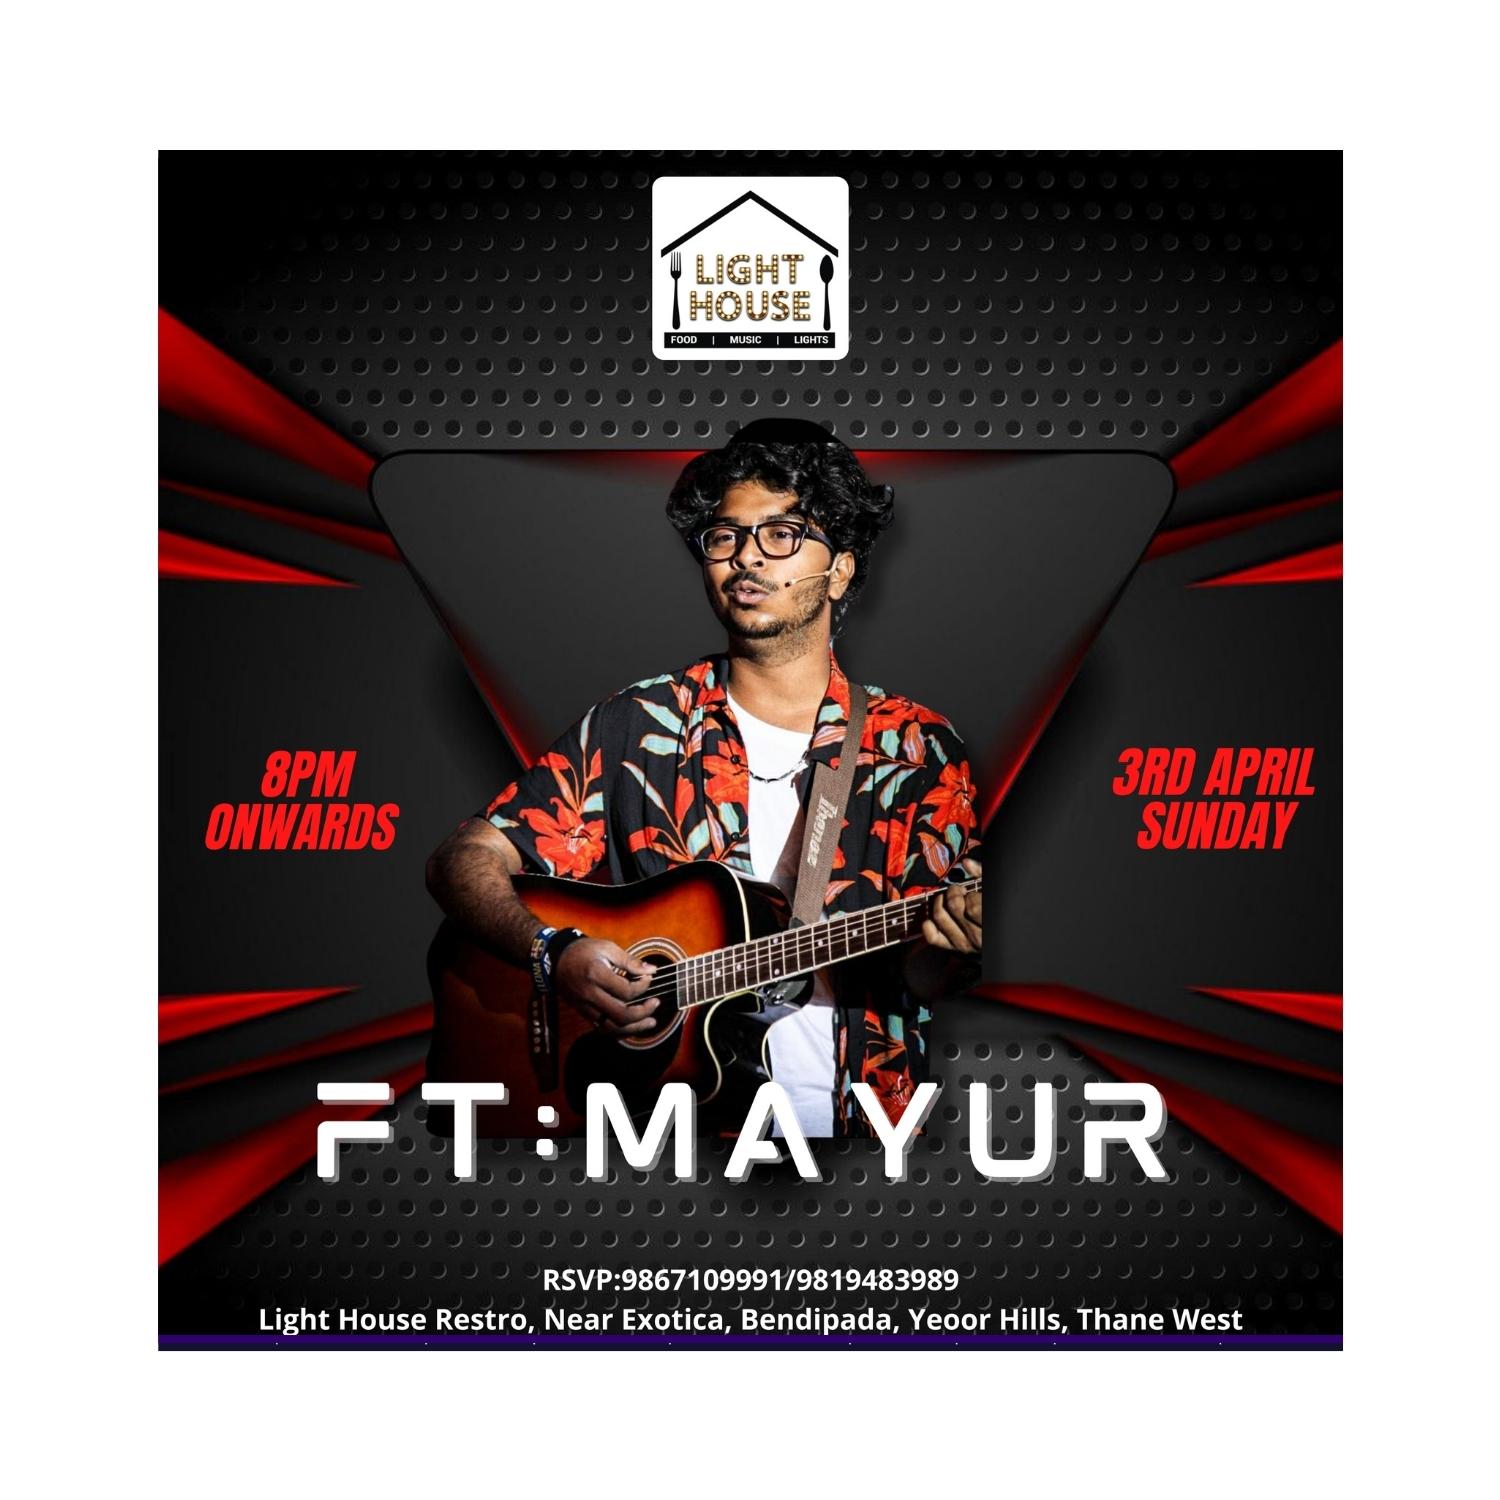 LIGHT
HOUSE
FOOD | MUSIC | LIGHTS
8PM
ONWARDS
3RD APRIL
SUNDAY
Ibanez
FT:MAYUR
RSVP:9867109991/9819483989
Light House Restro, Near Exotica, Bendipada, Yeoor Hills, Thane West